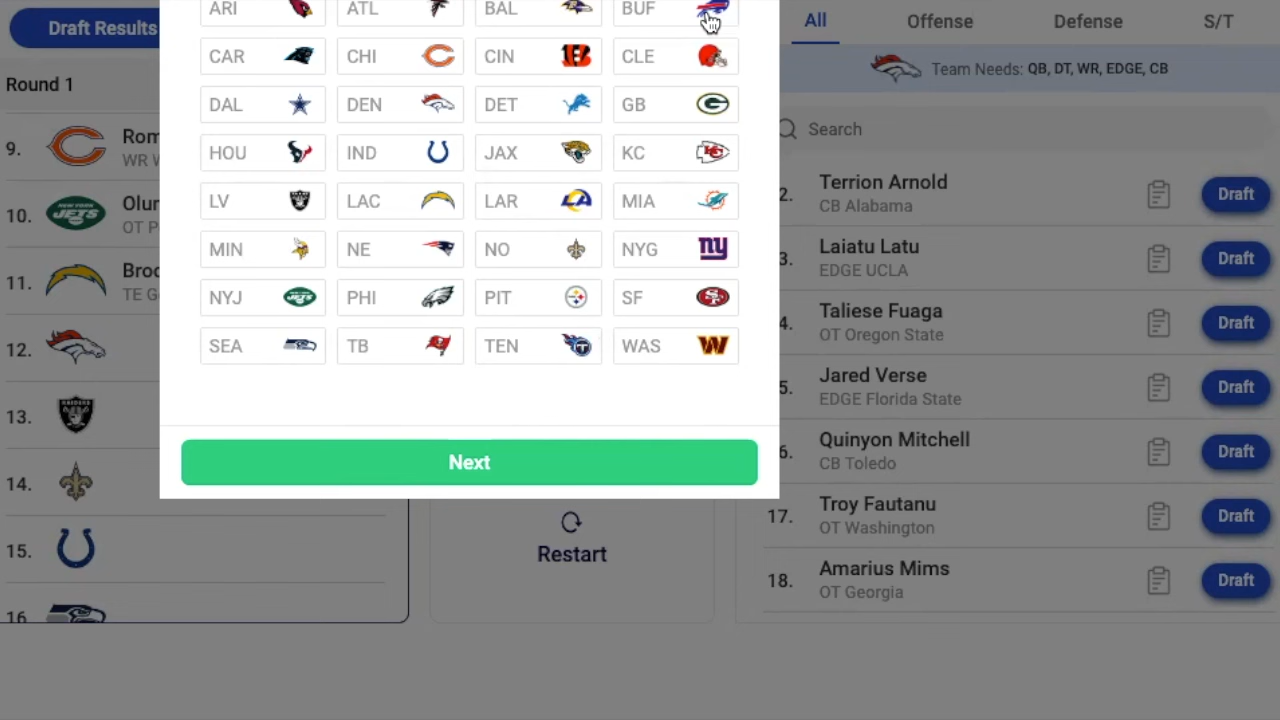 Draft Results
Round 1
9. Rom
WR W
10. Olur
OT P
11. Broc
TE G
12.
13.
14.
15.
16.
ARI ATL BAL BUF
CAR CHI CIN CLE
DAL DEN DET GB
HOU IND JAX KC
LV LAC LAR MIA
MIN NE NO NYG
NYJ PHI PIT SF
SEA TB TEN WAS
Next
Restart
All Offense Defense S/T
Team Needs: QB, DT, WR, EDGE, CB
Search
2. Terrion Arnold Draft
CB Alabama
3. Laiatu Latu Draft
EDGE UCLA
4. Taliese Fuaga Draft
OT Oregon State
5. Jared Verse Draft
EDGE Florida State
6. Quinyon Mitchell Draft
CB Toledo
17. Troy Fautanu Draft
OT Washington
18. Amarius Mims Draft
OT Georgia